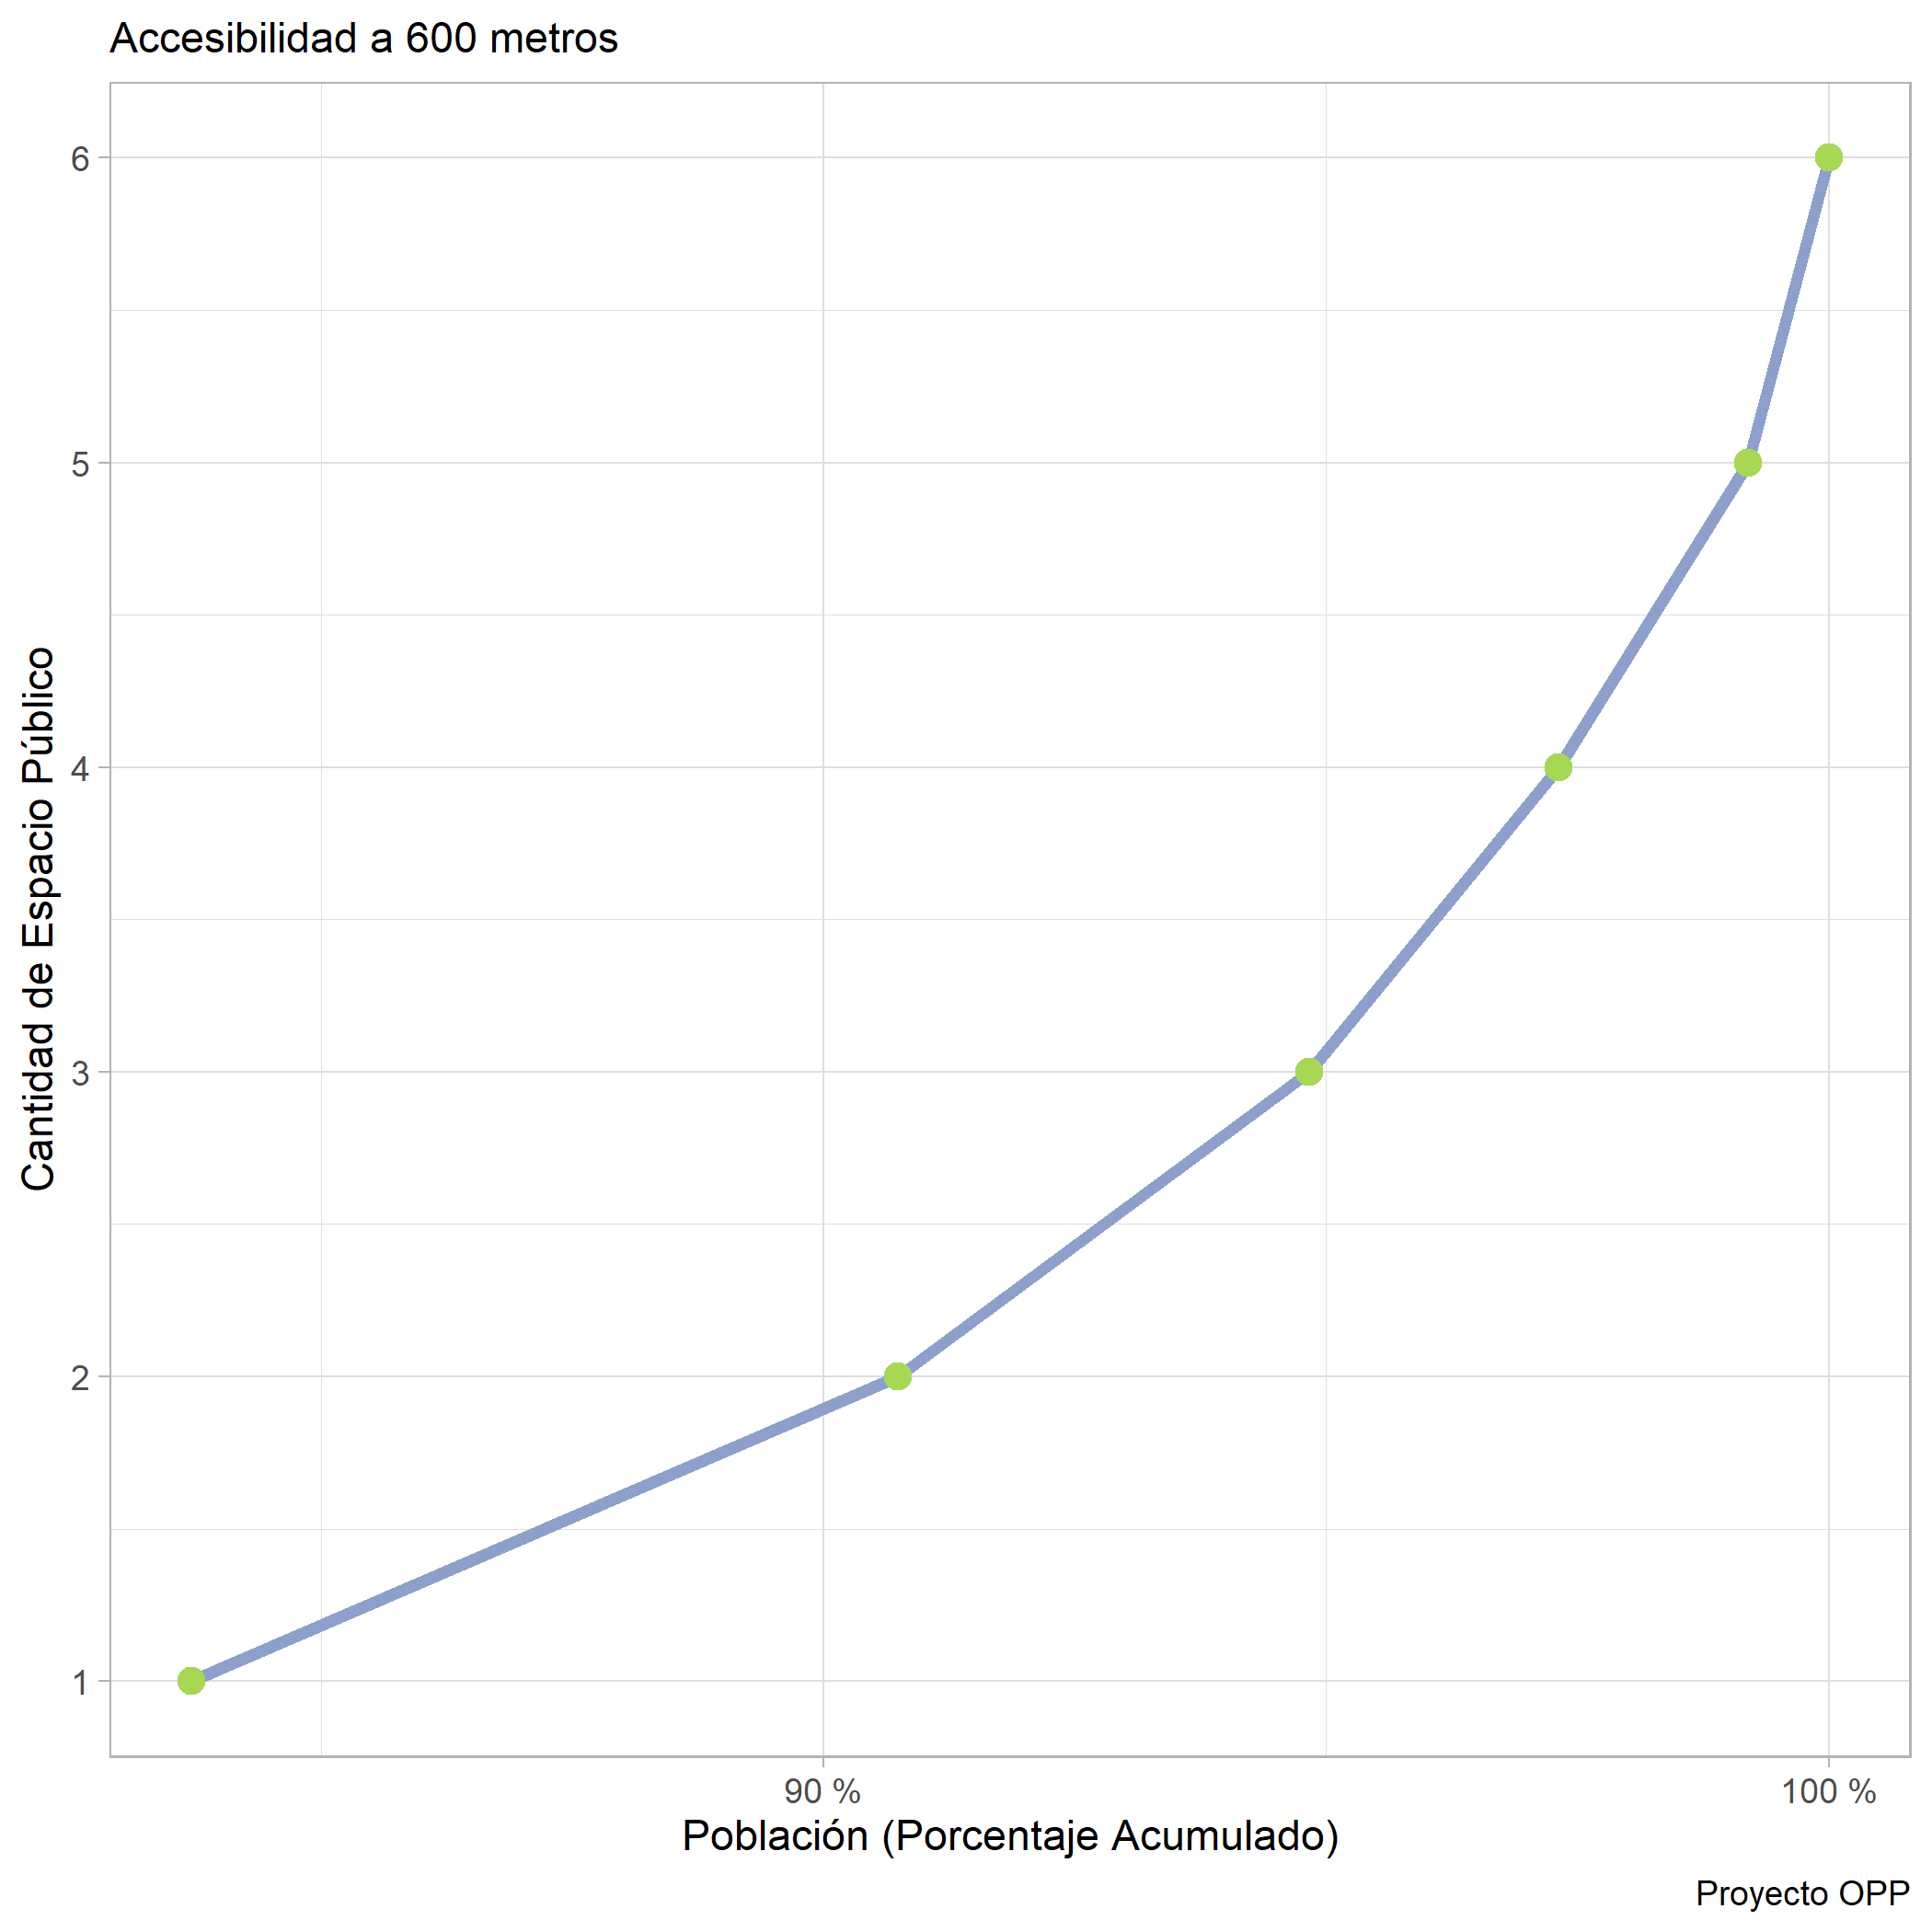 Accesibilidad a 600 metros
6
5
4
3
2
1
Cantidad de Espacio Público
90 %
100 %
Población (Porcentaje Acumulado)
Proyecto OPP